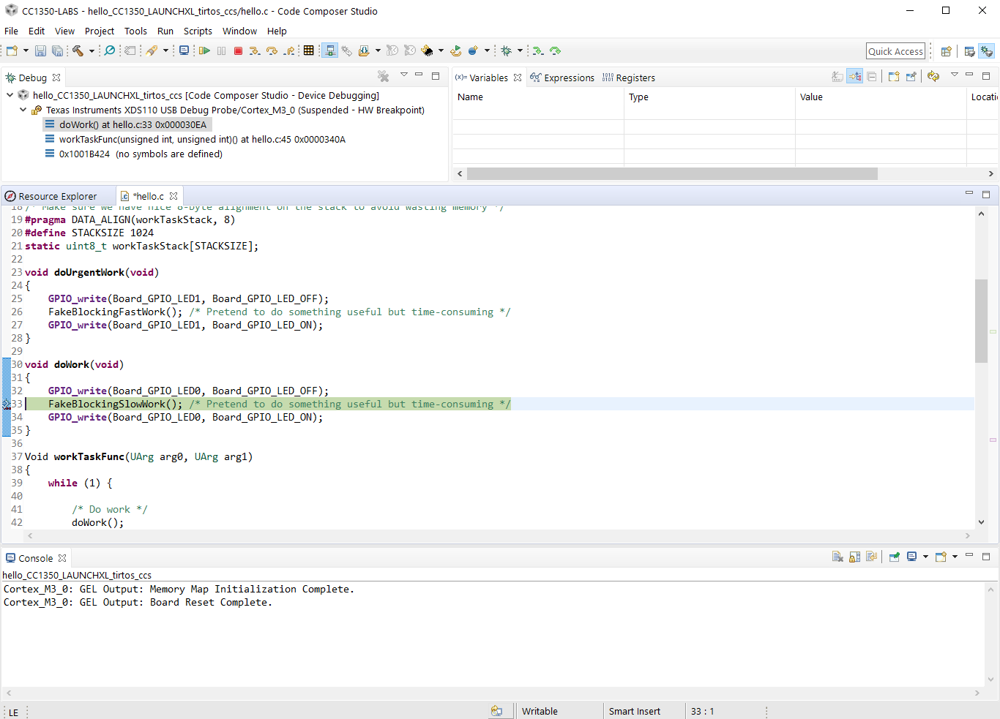 CC1350-LABS - hello_CC1350_LAUNCHXL_tirtos_ccs/hello.c - Code Composer Studio
File Edit View Project Tools Run Scripts Window Help
Quick Access
Debug
hello_CC1350_LAUNCHXL_tirtos_ccs [Code Composer Studio - Device Debugging]
Texas Instruments XDS110 USB Debug Probe/Cortex_M3_0 (Suspended - HW Breakpoint)
doWork() at hello.c:33 0x000030EA
workTaskFunc(unsigned int, unsigned int)() at hello.c:45 0x0000340A
0x1001B424 (no symbols are defined)
(x)= Variables Expressions 1010 0101 Registers
Name Type Value Locati
Resource Explorer *hello.c
18 /* Make sure we have nice 8-byte alignment on the stack to avoid wasting memory */
19 #pragma DATA_ALIGN(workTaskStack, 8)
20 #define STACKSIZE 1024
21 static uint8_t workTaskStack[STACKSIZE];
22
23 void doUrgentWork(void)
24 {
25     GPIO_write(Board_GPIO_LED1, Board_GPIO_LED_OFF);
26     FakeBlockingFastWork(); /* Pretend to do something useful but time-consuming */
27     GPIO_write(Board_GPIO_LED1, Board_GPIO_LED_ON);
28 }
29
30 void doWork(void)
31 {
32     GPIO_write(Board_GPIO_LED0, Board_GPIO_LED_OFF);
33     FakeBlockingSlowWork(); /* Pretend to do something useful but time-consuming */
34     GPIO_write(Board_GPIO_LED0, Board_GPIO_LED_ON);
35 }
36
37 Void workTaskFunc(UArg arg0, UArg arg1)
38 {
39     while (1) {
40
41         /* Do work */
42         doWork();
Console
hello_CC1350_LAUNCHXL_tirtos_ccs
Cortex_M3_0: GEL Output: Memory Map Initialization Complete.
Cortex_M3_0: GEL Output: Board Reset Complete.
LE Writable Smart Insert 33 : 1